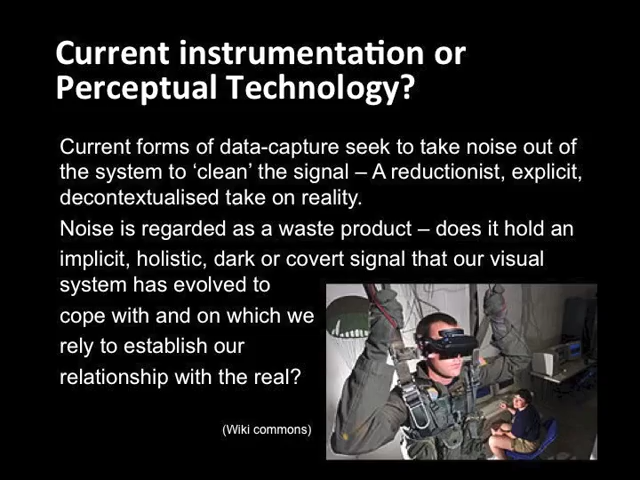 Current instrumentation or
Perceptual Technology?
Current forms of data-capture seek to take noise out of
the system to ‘clean’ the signal – A reductionist, explicit,
decontextualised take on reality.
Noise is regarded as a waste product – does it hold an
implicit, holistic, dark or covert signal that our visual
system has evolved to
cope with and on which we
rely to establish our
relationship with the real?
(Wiki commons)